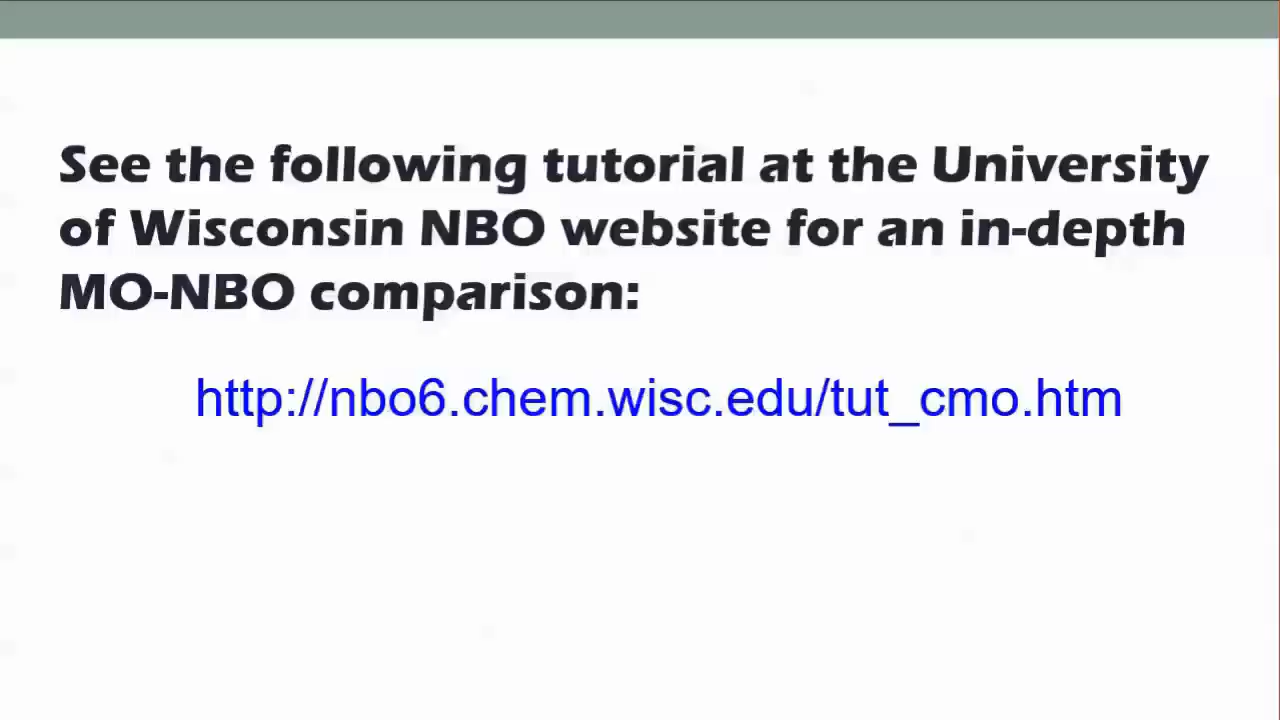 See the following tutorial at the University
of Wisconsin NBO website for an in-depth
MO-NBO comparison:
http://nbo6.chem.wisc.edu/tut_cmo.htm